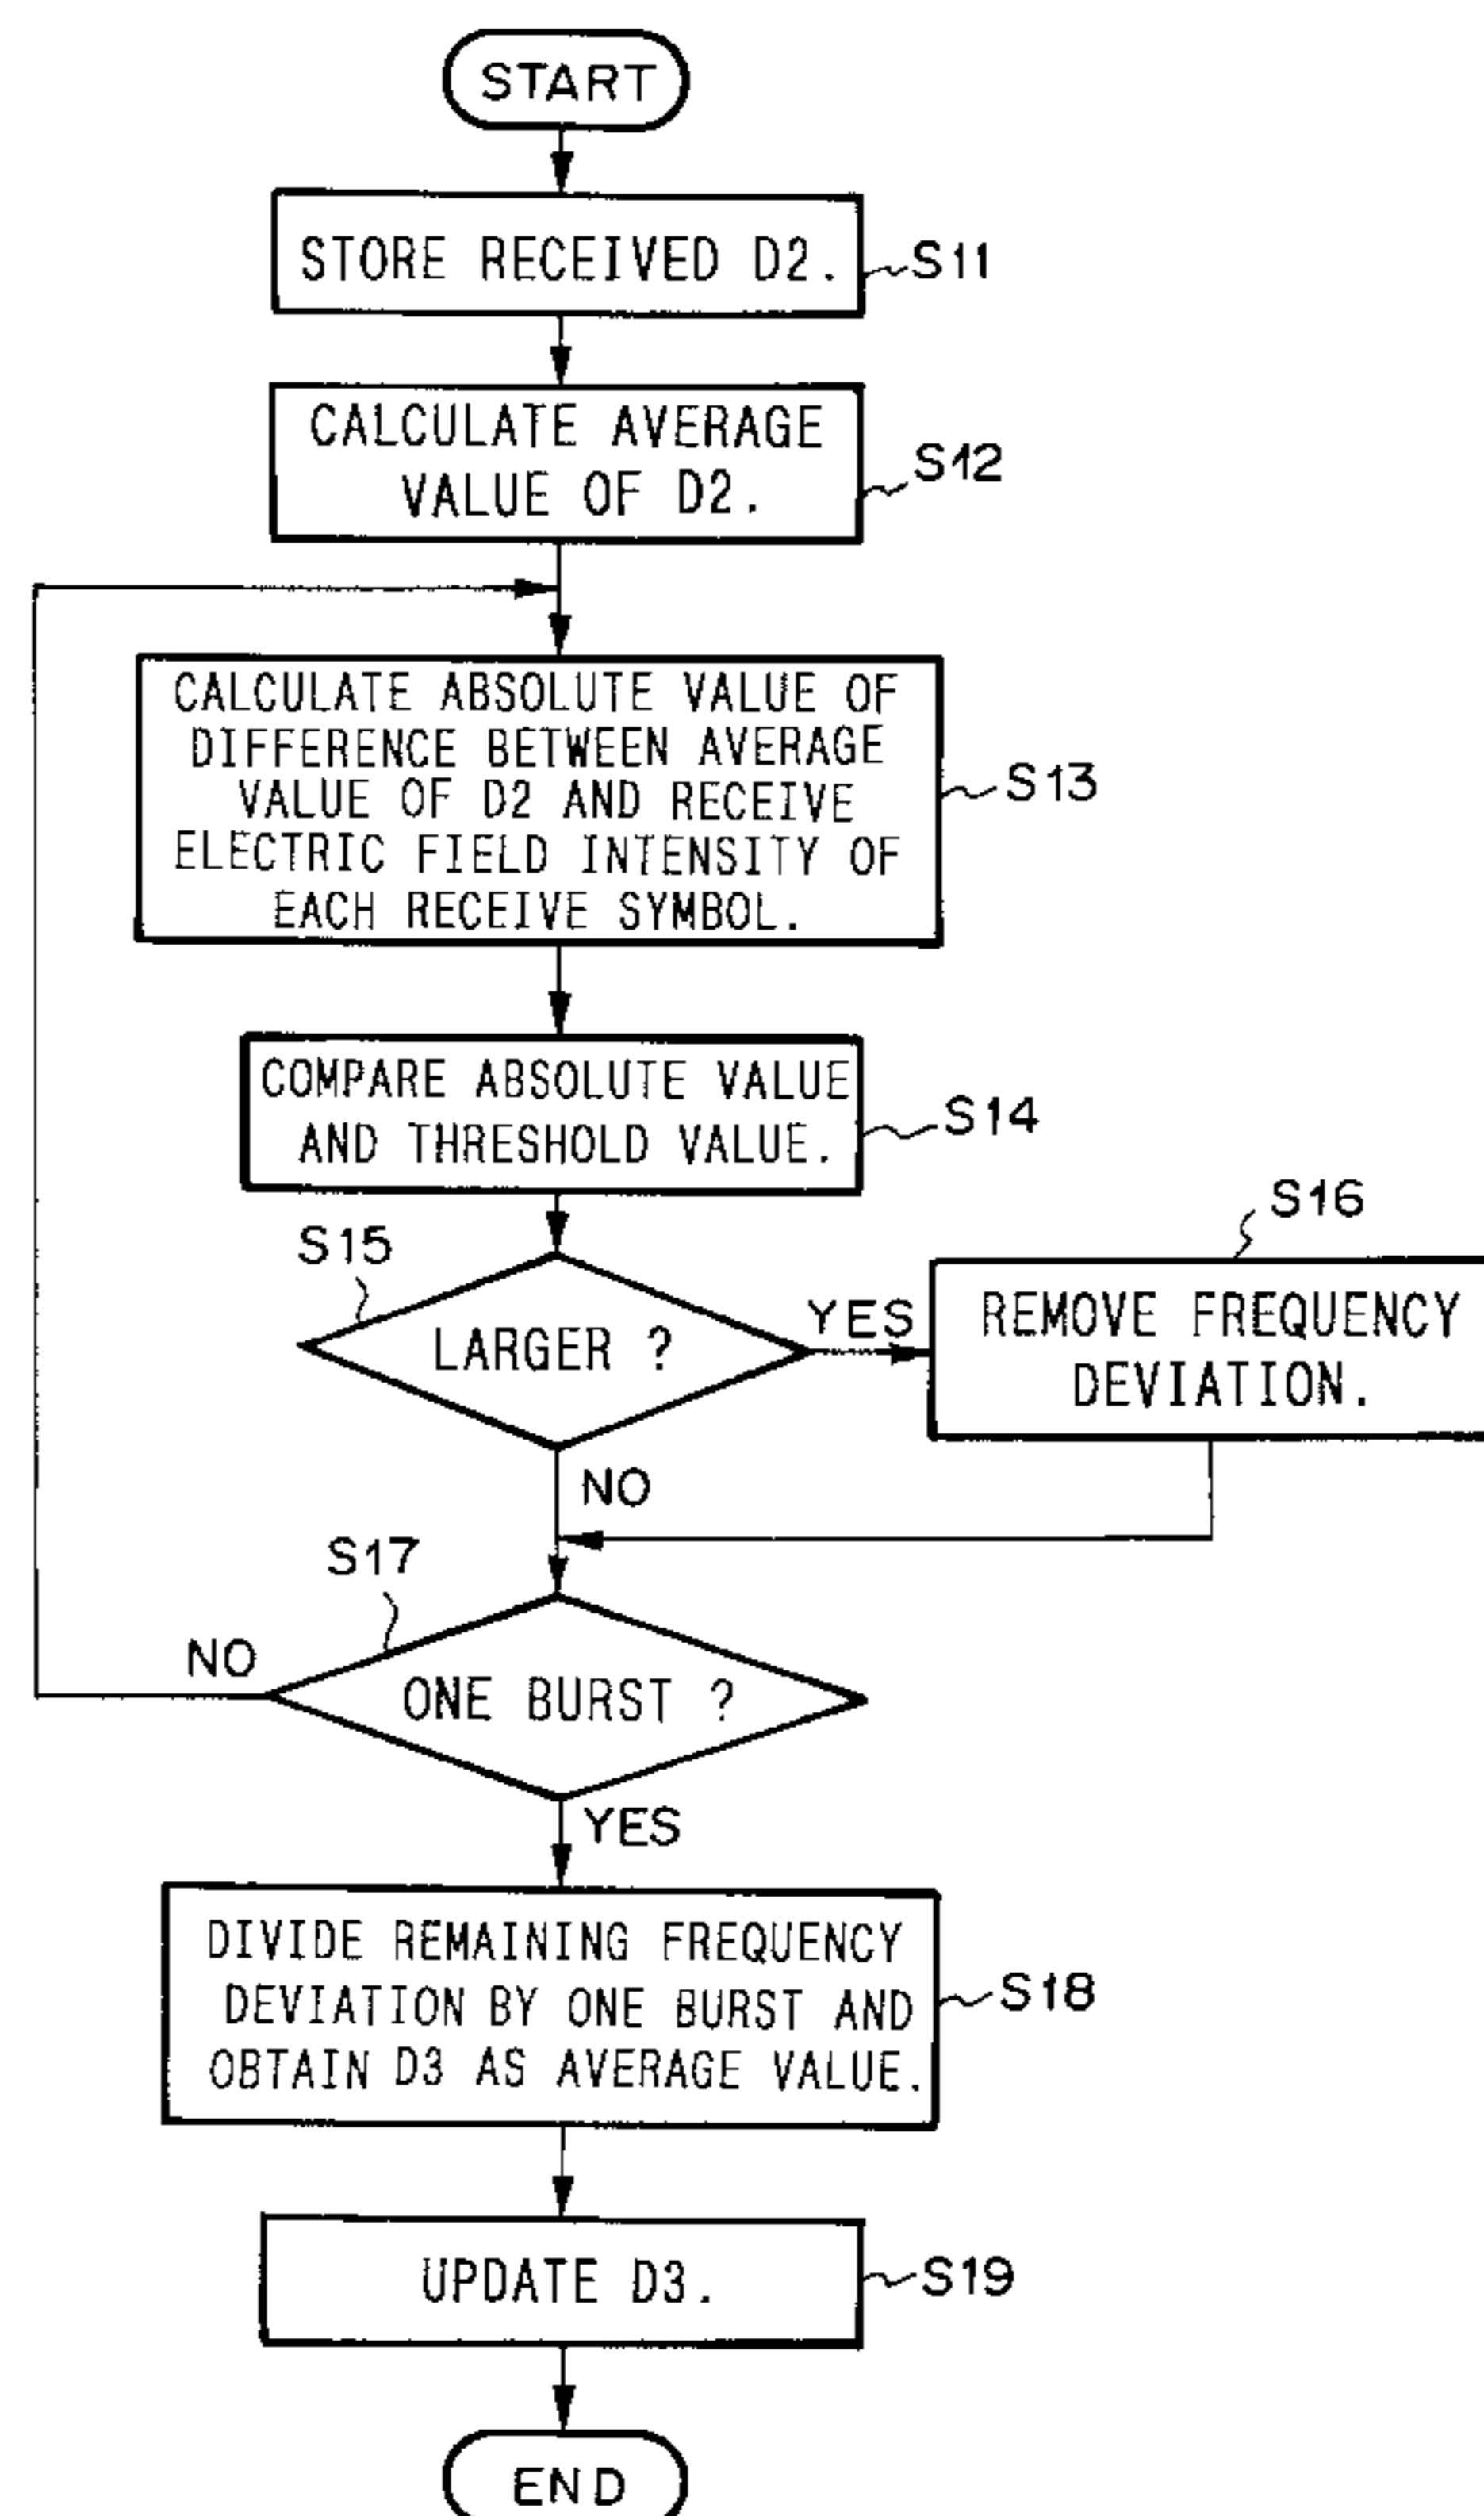 START
STORE RECEIVED D2.
S11
CALCULATE AVERAGE
VALUE OF D2.
S12
CALCULATE ABSOLUTE VALUE OF
DIFFERENCE BETWEEN AVERAGE
VALUE OF D2 AND RECEIVE
ELECTRIC FIELD INTENSITY OF
EACH RECEIVE SYMBOL.
S13
COMPARE ABSOLUTE VALUE
AND THRESHOLD VALUE.
S14
S15
LARGER ?
YES
S16
REMOVE FREQUENCY
DEVIATION.
NO
S17
NO
ONE BURST ?
YES
DIVIDE REMAINING FREQUENCY
DEVIATION BY ONE BURST AND
OBTAIN D3 AS AVERAGE VALUE.
S18
UPDATE D3.
S19
END